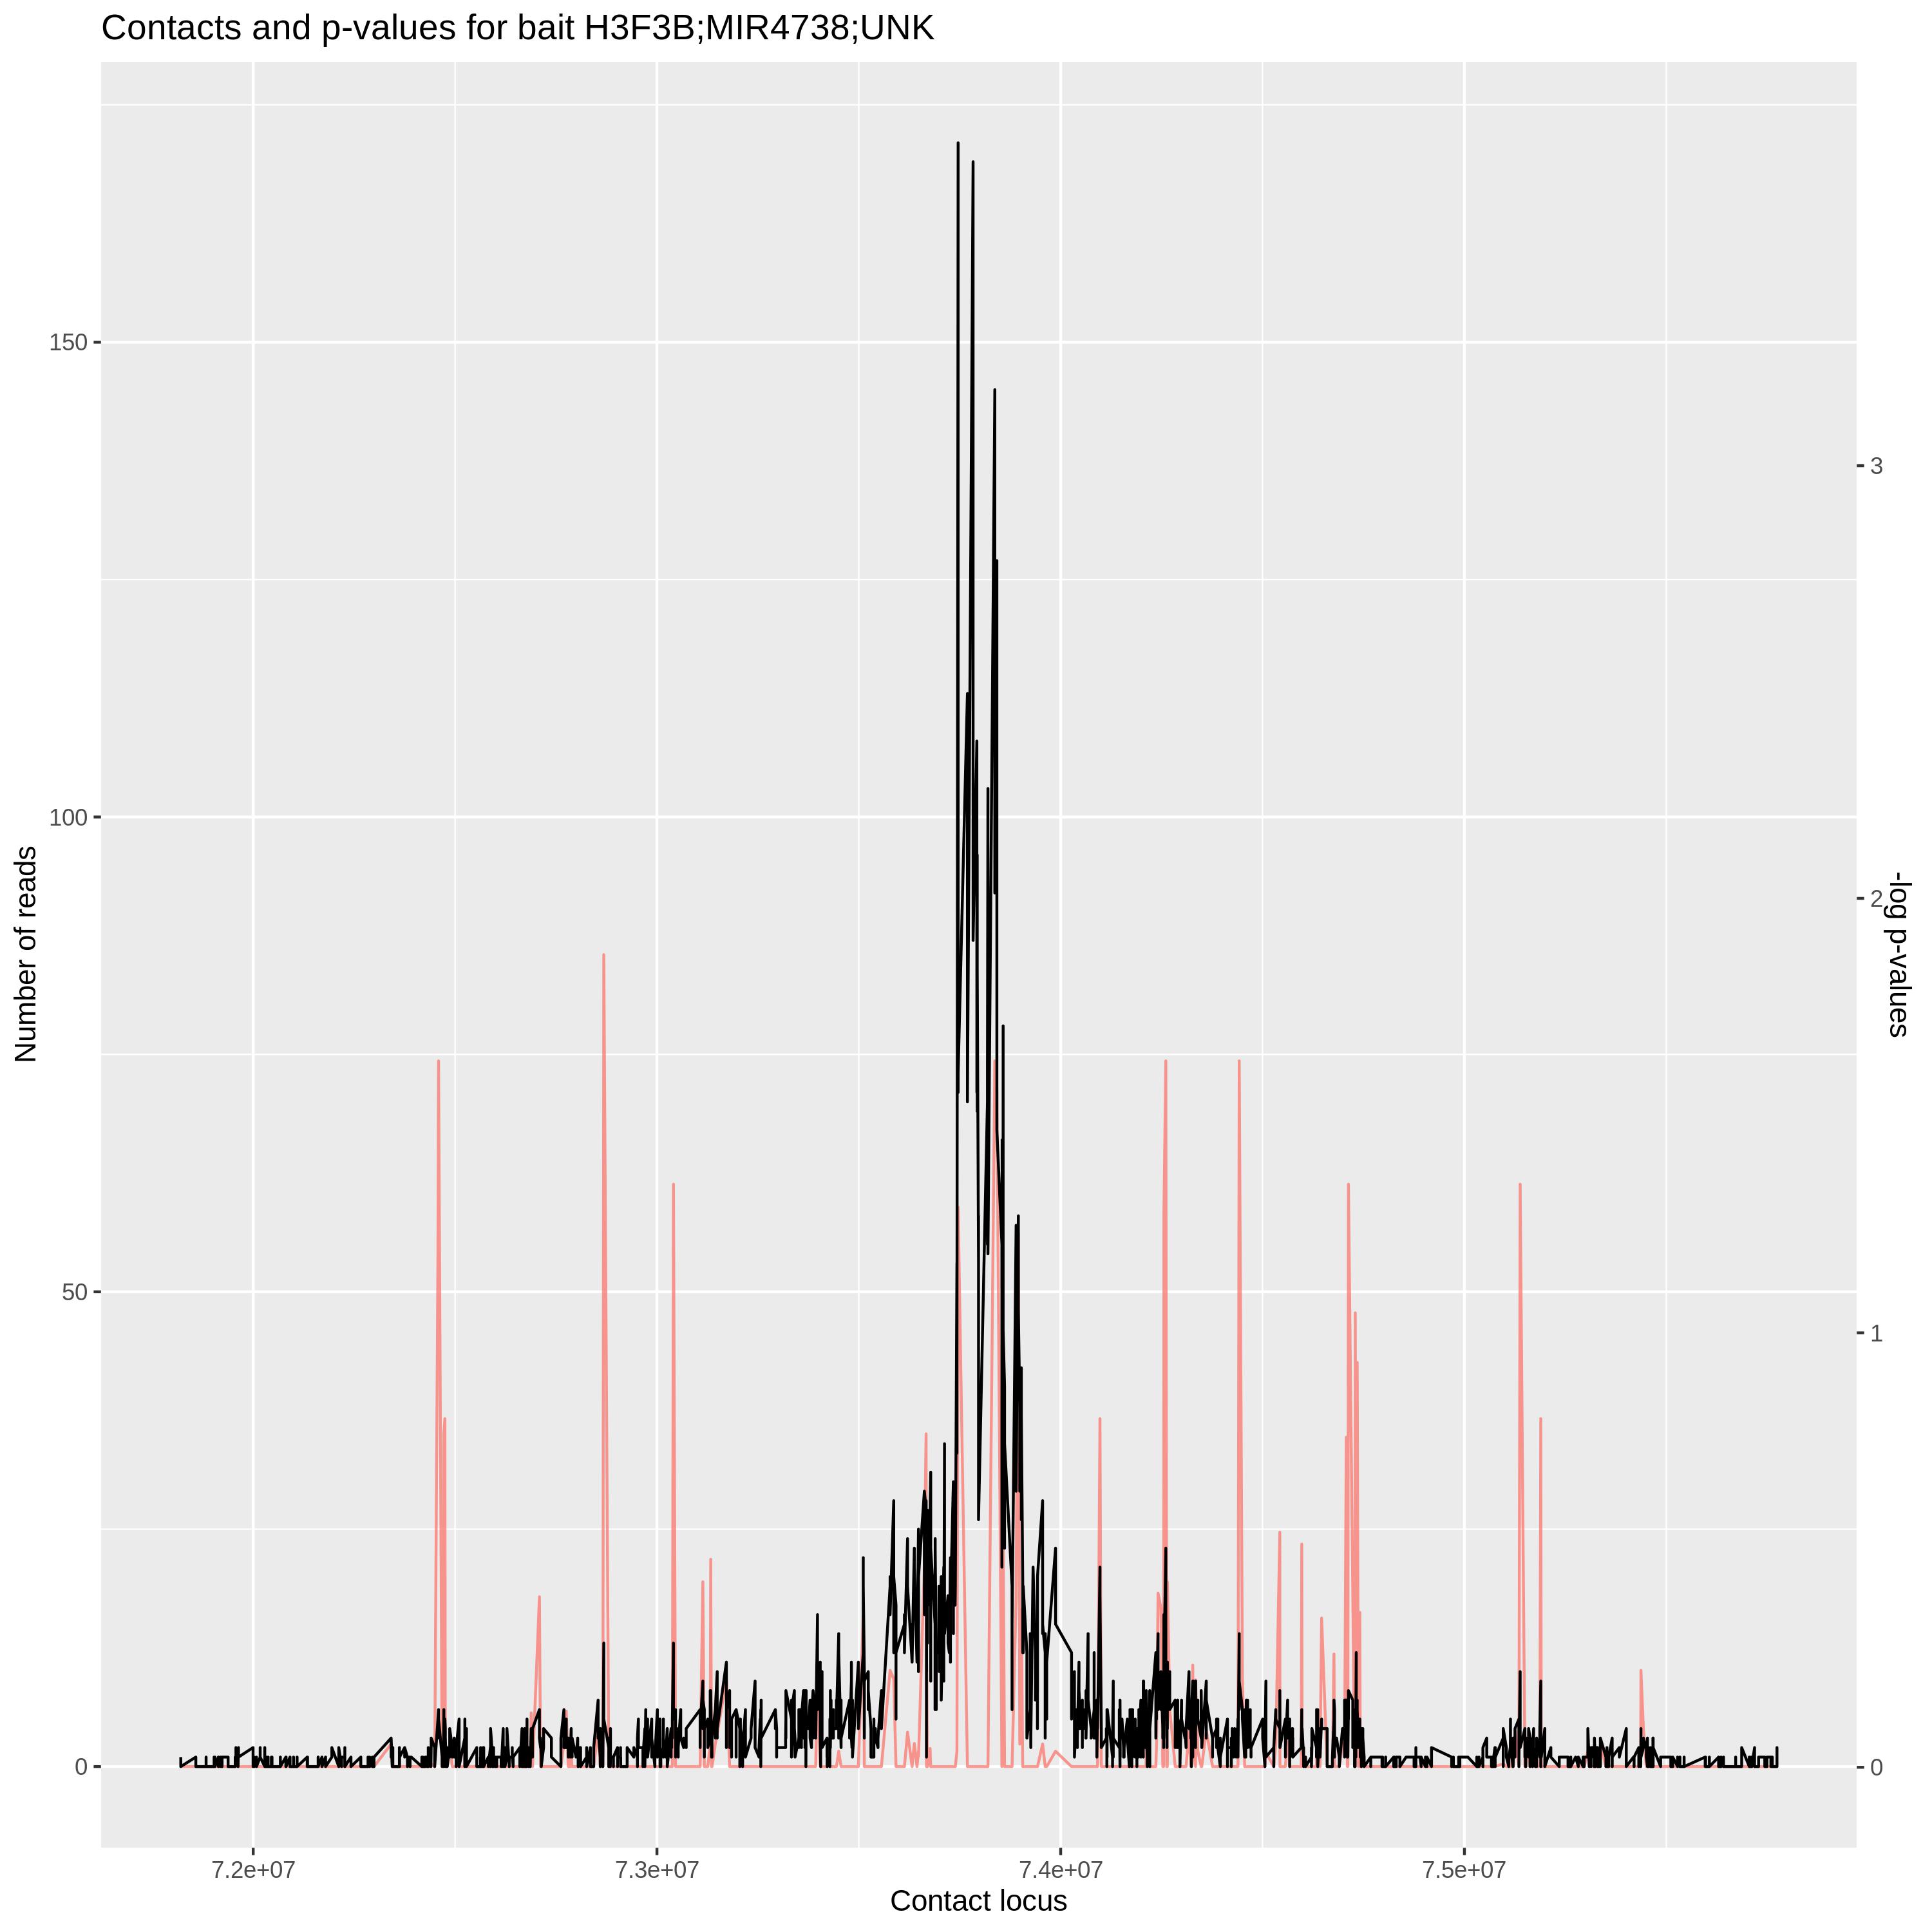 Contacts and p-values for bait H3F3B;MIR4738;UNK
150
100
50
0
Number of reads
3
2
1
0
-log p-values
7.2e+07
7.3e+07
7.4e+07
7.5e+07
Contact locus